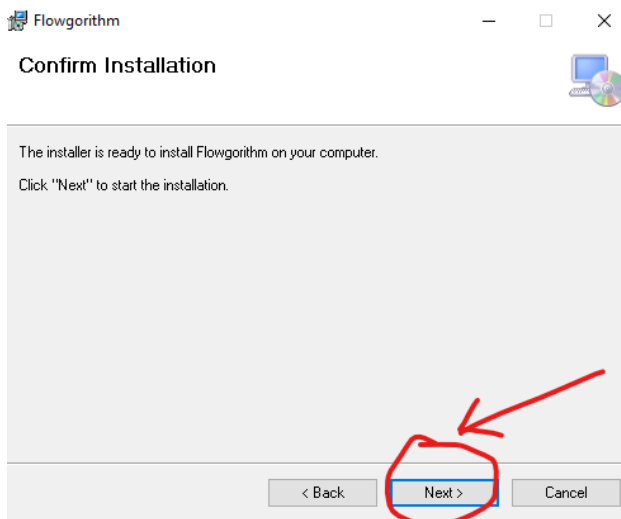 Flowgorithm
Confirm Installation
The installer is ready to install Flowgorithm on your computer.
Click "Next" to start the installation.
< Back
Next >
Cancel